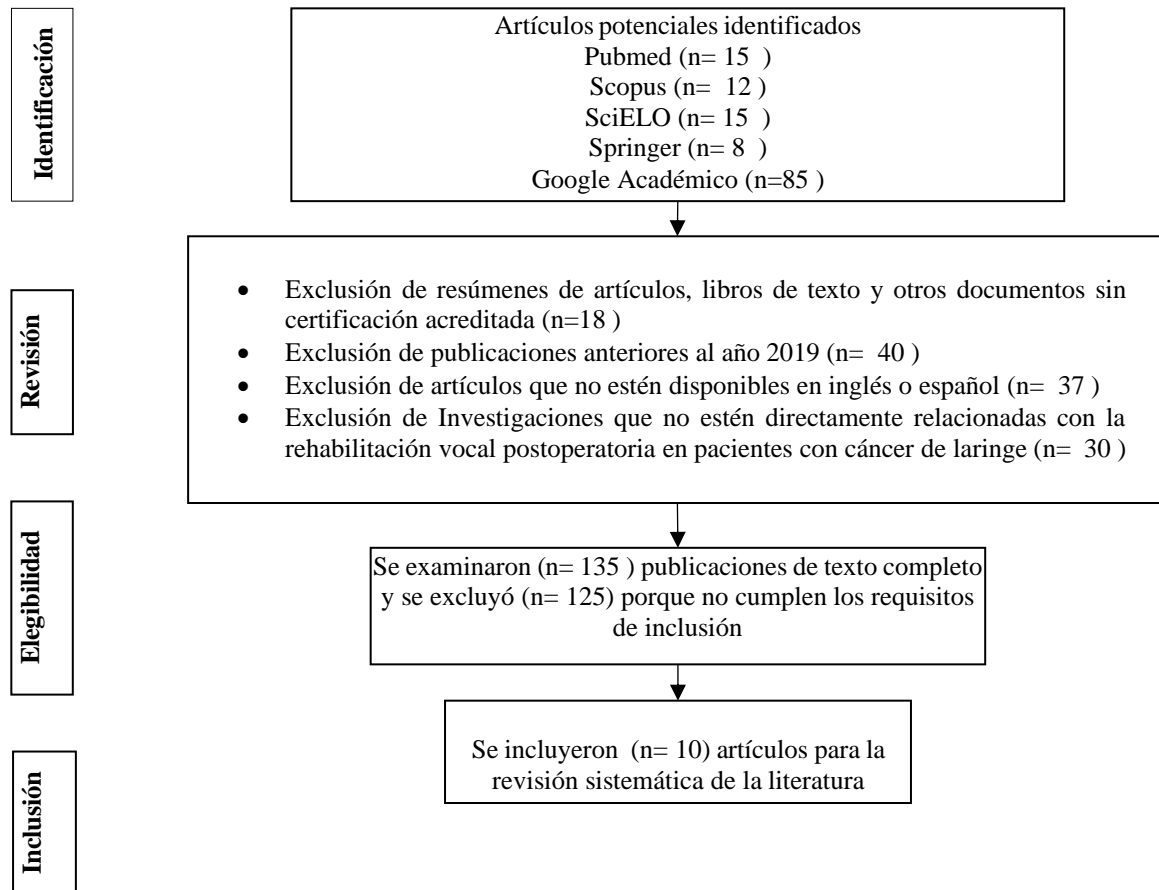 Identificación
Artículos potenciales identificados
Pubmed (n= 15 )
Scopus (n= 12 )
SciELO (n= 15 )
Springer (n= 8 )
Google Académico (n=85 )
Revisión
• Exclusión de resúmenes de artículos, libros de texto y otros documentos sin
certificación acreditada (n=18 )
• Exclusión de publicaciones anteriores al año 2019 (n= 40 )
• Exclusión de artículos que no estén disponibles en inglés o español (n= 37 )
• Exclusión de Investigaciones que no estén directamente relacionadas con la
rehabilitación vocal postoperatoria en pacientes con cáncer de laringe (n= 30 )
Elegibilidad
Se examinaron (n= 135 ) publicaciones de texto completo
y se excluyó (n= 125) porque no cumplen los requisitos
de inclusión
Inclusión
Se incluyeron (n= 10) artículos para la
revisión sistemática de la literatura